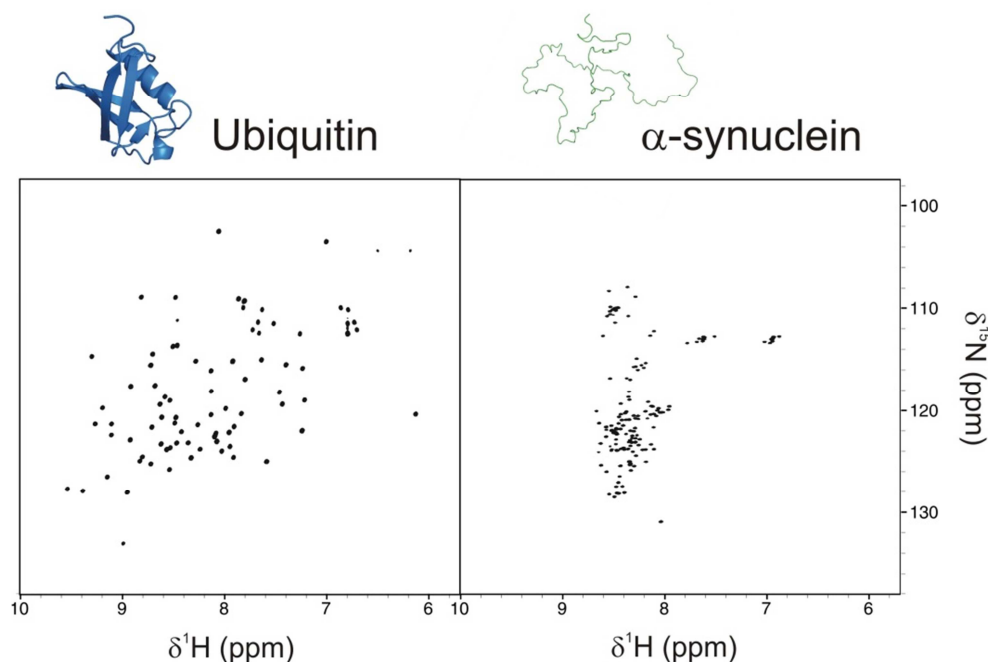 Ubiquitin
α-synuclein
100
110
120
130
δ¹⁵N (ppm)
10 9 8 7 6 10 9 8 7 6
δ¹H (ppm)
δ¹H (ppm)